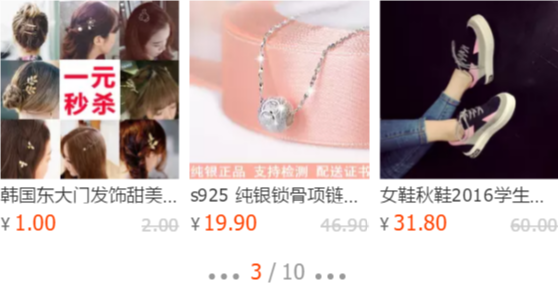 一元
秒杀
纯银正品 支持检测 配送证书
韩国东大门发饰甜美...
¥ 1.00 2.00
s925 纯银锁骨项链...
¥ 19.90 46.90
女鞋秋鞋2016学生...
¥ 31.80 60.00
••• 3 / 10 •••